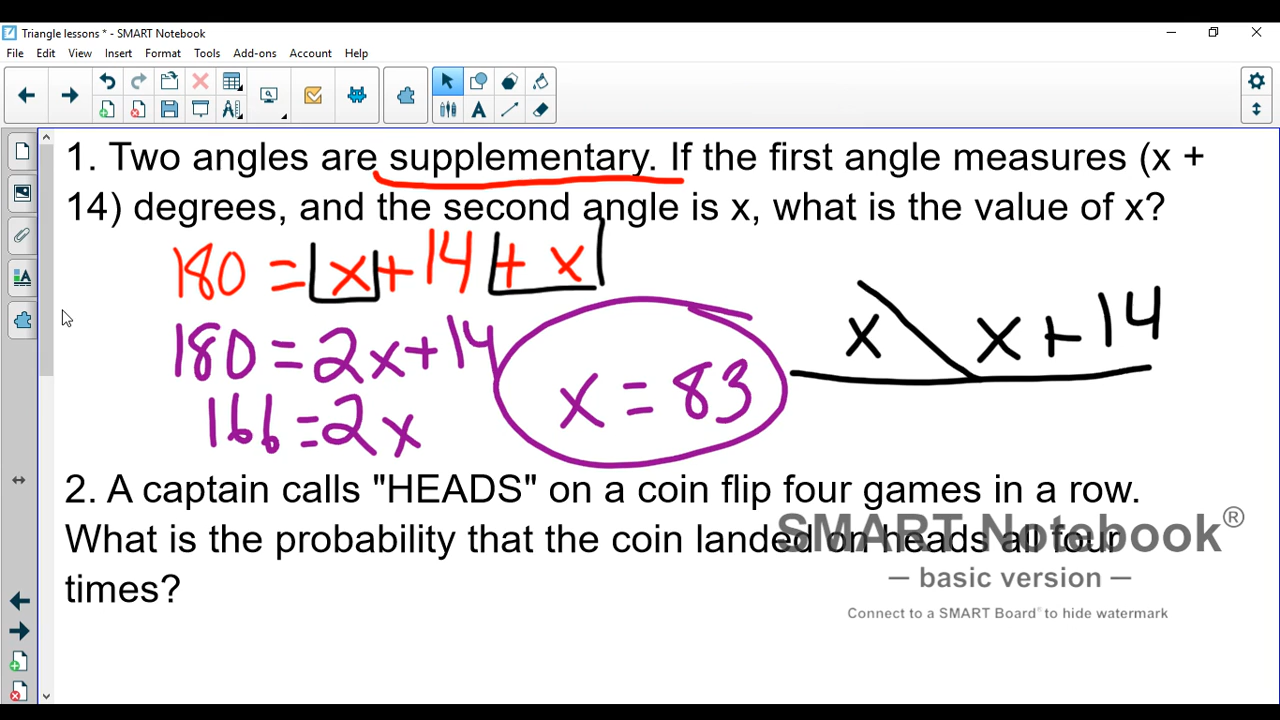 Triangle lessons * - SMART Notebook
File Edit View Insert Format Tools Add-ons Account Help
1. Two angles are supplementary. If the first angle measures (x +
14) degrees, and the second angle is x, what is the value of x?
180 = x + 14 + x
180 = 2x + 14
166 = 2x
x = 83
x x + 14
2. A captain calls "HEADS" on a coin flip four games in a row.
What is the probability that the coin landed on heads all four
times?
SMART Notebook®
— basic version —
Connect to a SMART Board® to hide watermark